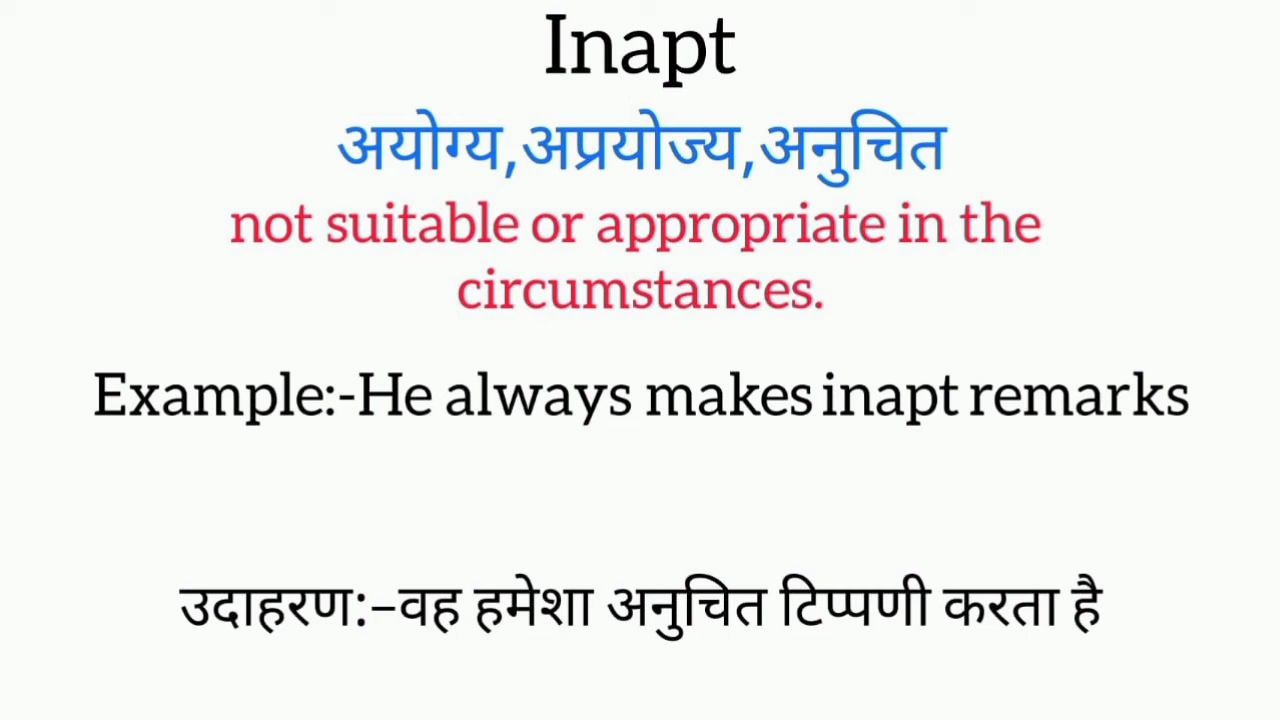 Inapt
अयोग्य,अप्रयोज्य,अनुचित
not suitable or appropriate in the
circumstances.
Example:-He always makes inapt remarks
उदाहरण:–वह हमेशा अनुचित टिप्पणी करता है